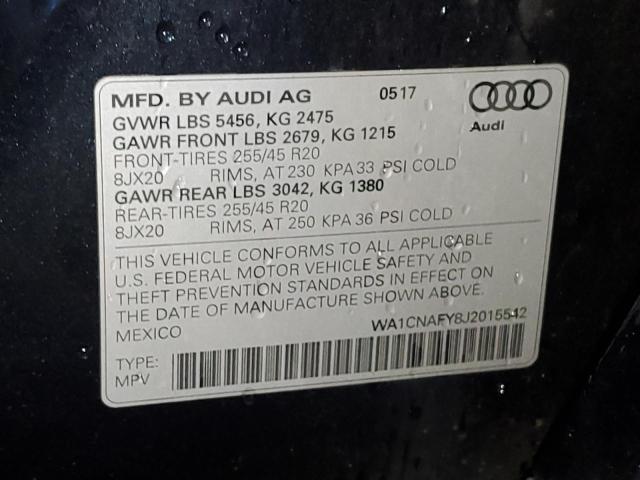 MFD. BY AUDI AG 0517
Audi
GVWR LBS 5456, KG 2475
GAWR FRONT LBS 2679, KG 1215
FRONT-TIRES 255/45 R20
8JX20 RIMS, AT 230 KPA 33 PSI COLD
GAWR REAR LBS 3042, KG 1380
REAR-TIRES 255/45 R20
8JX20 RIMS, AT 250 KPA 36 PSI COLD
THIS VEHICLE CONFORMS TO ALL APPLICABLE
U.S. FEDERAL MOTOR VEHICLE SAFETY AND
THEFT PREVENTION STANDARDS IN EFFECT ON
THE DATE OF MANUFACTURE SHOWN ABOVE.
MEXICO WA1CNAFY8J2015542
TYPE:
MPV